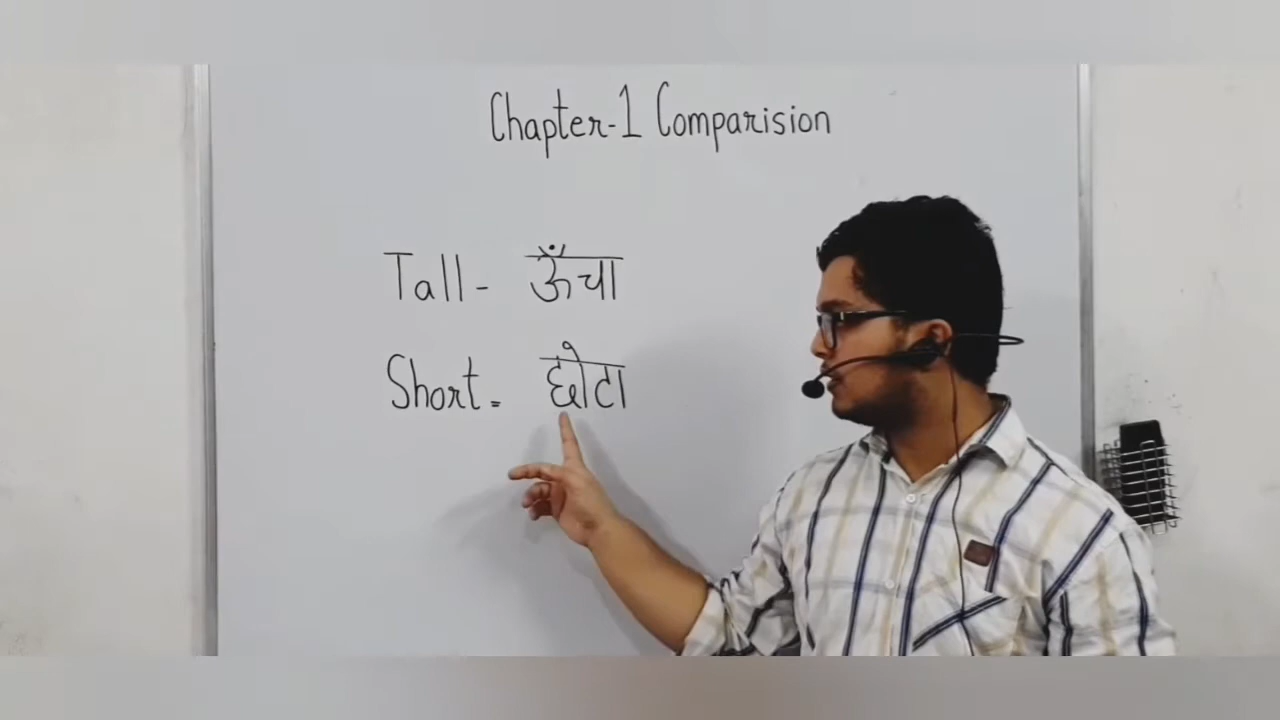 Chapter-1 Comparision
Tall- ऊँचा
Short= छोटा